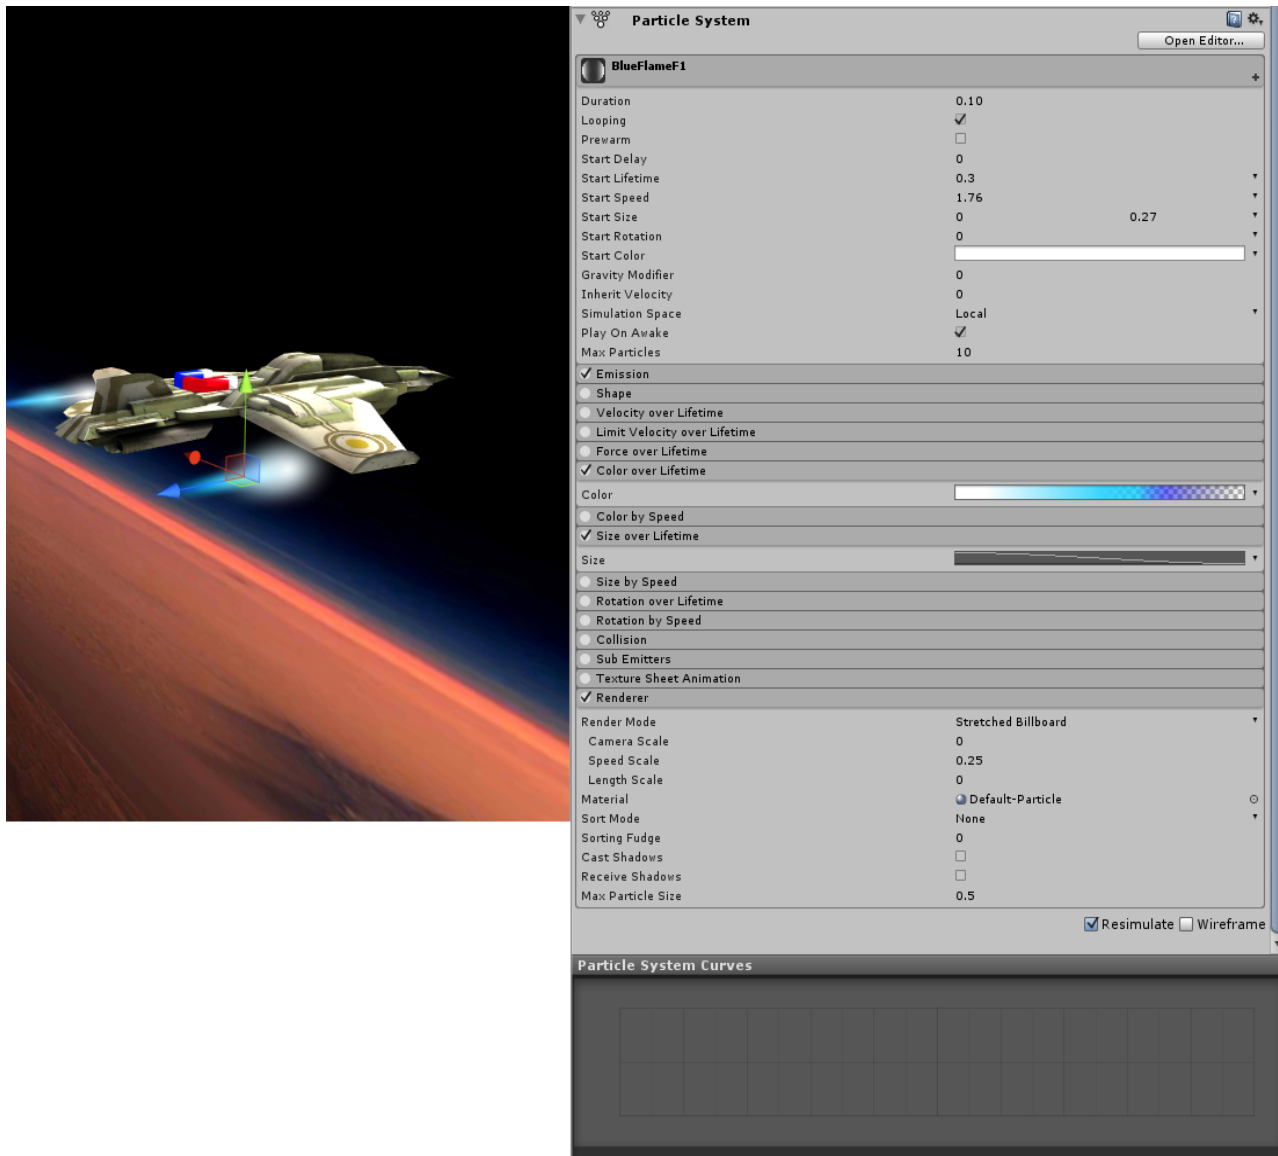 Particle System
Open Editor...
BlueFlameF1
Duration 0.10
Looping
Prewarm
Start Delay 0
Start Lifetime 0.3
Start Speed 1.76
Start Size 0 0.27
Start Rotation 0
Start Color
Gravity Modifier 0
Inherit Velocity 0
Simulation Space Local
Play On Awake
Max Particles 10
Emission
Shape
Velocity over Lifetime
Limit Velocity over Lifetime
Force over Lifetime
Color over Lifetime
Color
Color by Speed
Size over Lifetime
Size
Size by Speed
Rotation over Lifetime
Rotation by Speed
Collision
Sub Emitters
Texture Sheet Animation
Renderer
Render Mode Stretched Billboard
Camera Scale 0
Speed Scale 0.25
Length Scale 0
Material Default-Particle
Sort Mode None
Sorting Fudge 0
Cast Shadows
Receive Shadows
Max Particle Size 0.5
Resimulate Wireframe
Particle System Curves